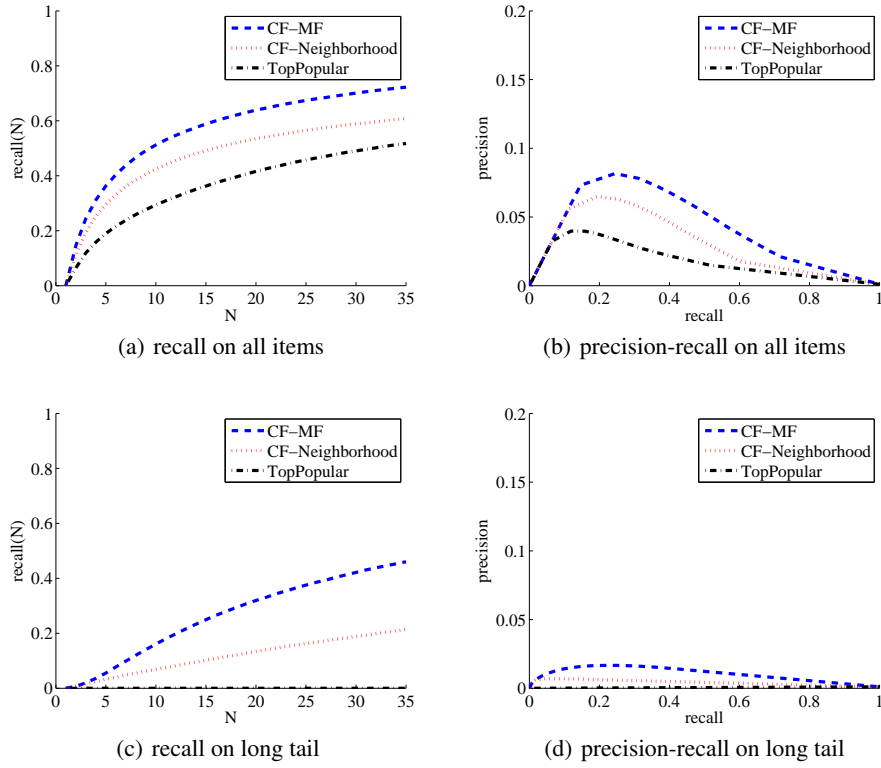 1
0.8
0.6
0.4
0.2
0
0 5 10 15 20 25 30 35
recall(N)
N
CF−MF
CF−Neighborhood
TopPopular
(a) recall on all items
0.2
0.15
0.1
0.05
0
0 0.2 0.4 0.6 0.8 1
precision
recall
CF−MF
CF−Neighborhood
TopPopular
(b) precision-recall on all items
1
0.8
0.6
0.4
0.2
0
0 5 10 15 20 25 30 35
recall(N)
N
CF−MF
CF−Neighborhood
TopPopular
(c) recall on long tail
0.2
0.15
0.1
0.05
0
0 0.2 0.4 0.6 0.8 1
precision
recall
CF−MF
CF−Neighborhood
TopPopular
(d) precision-recall on long tail